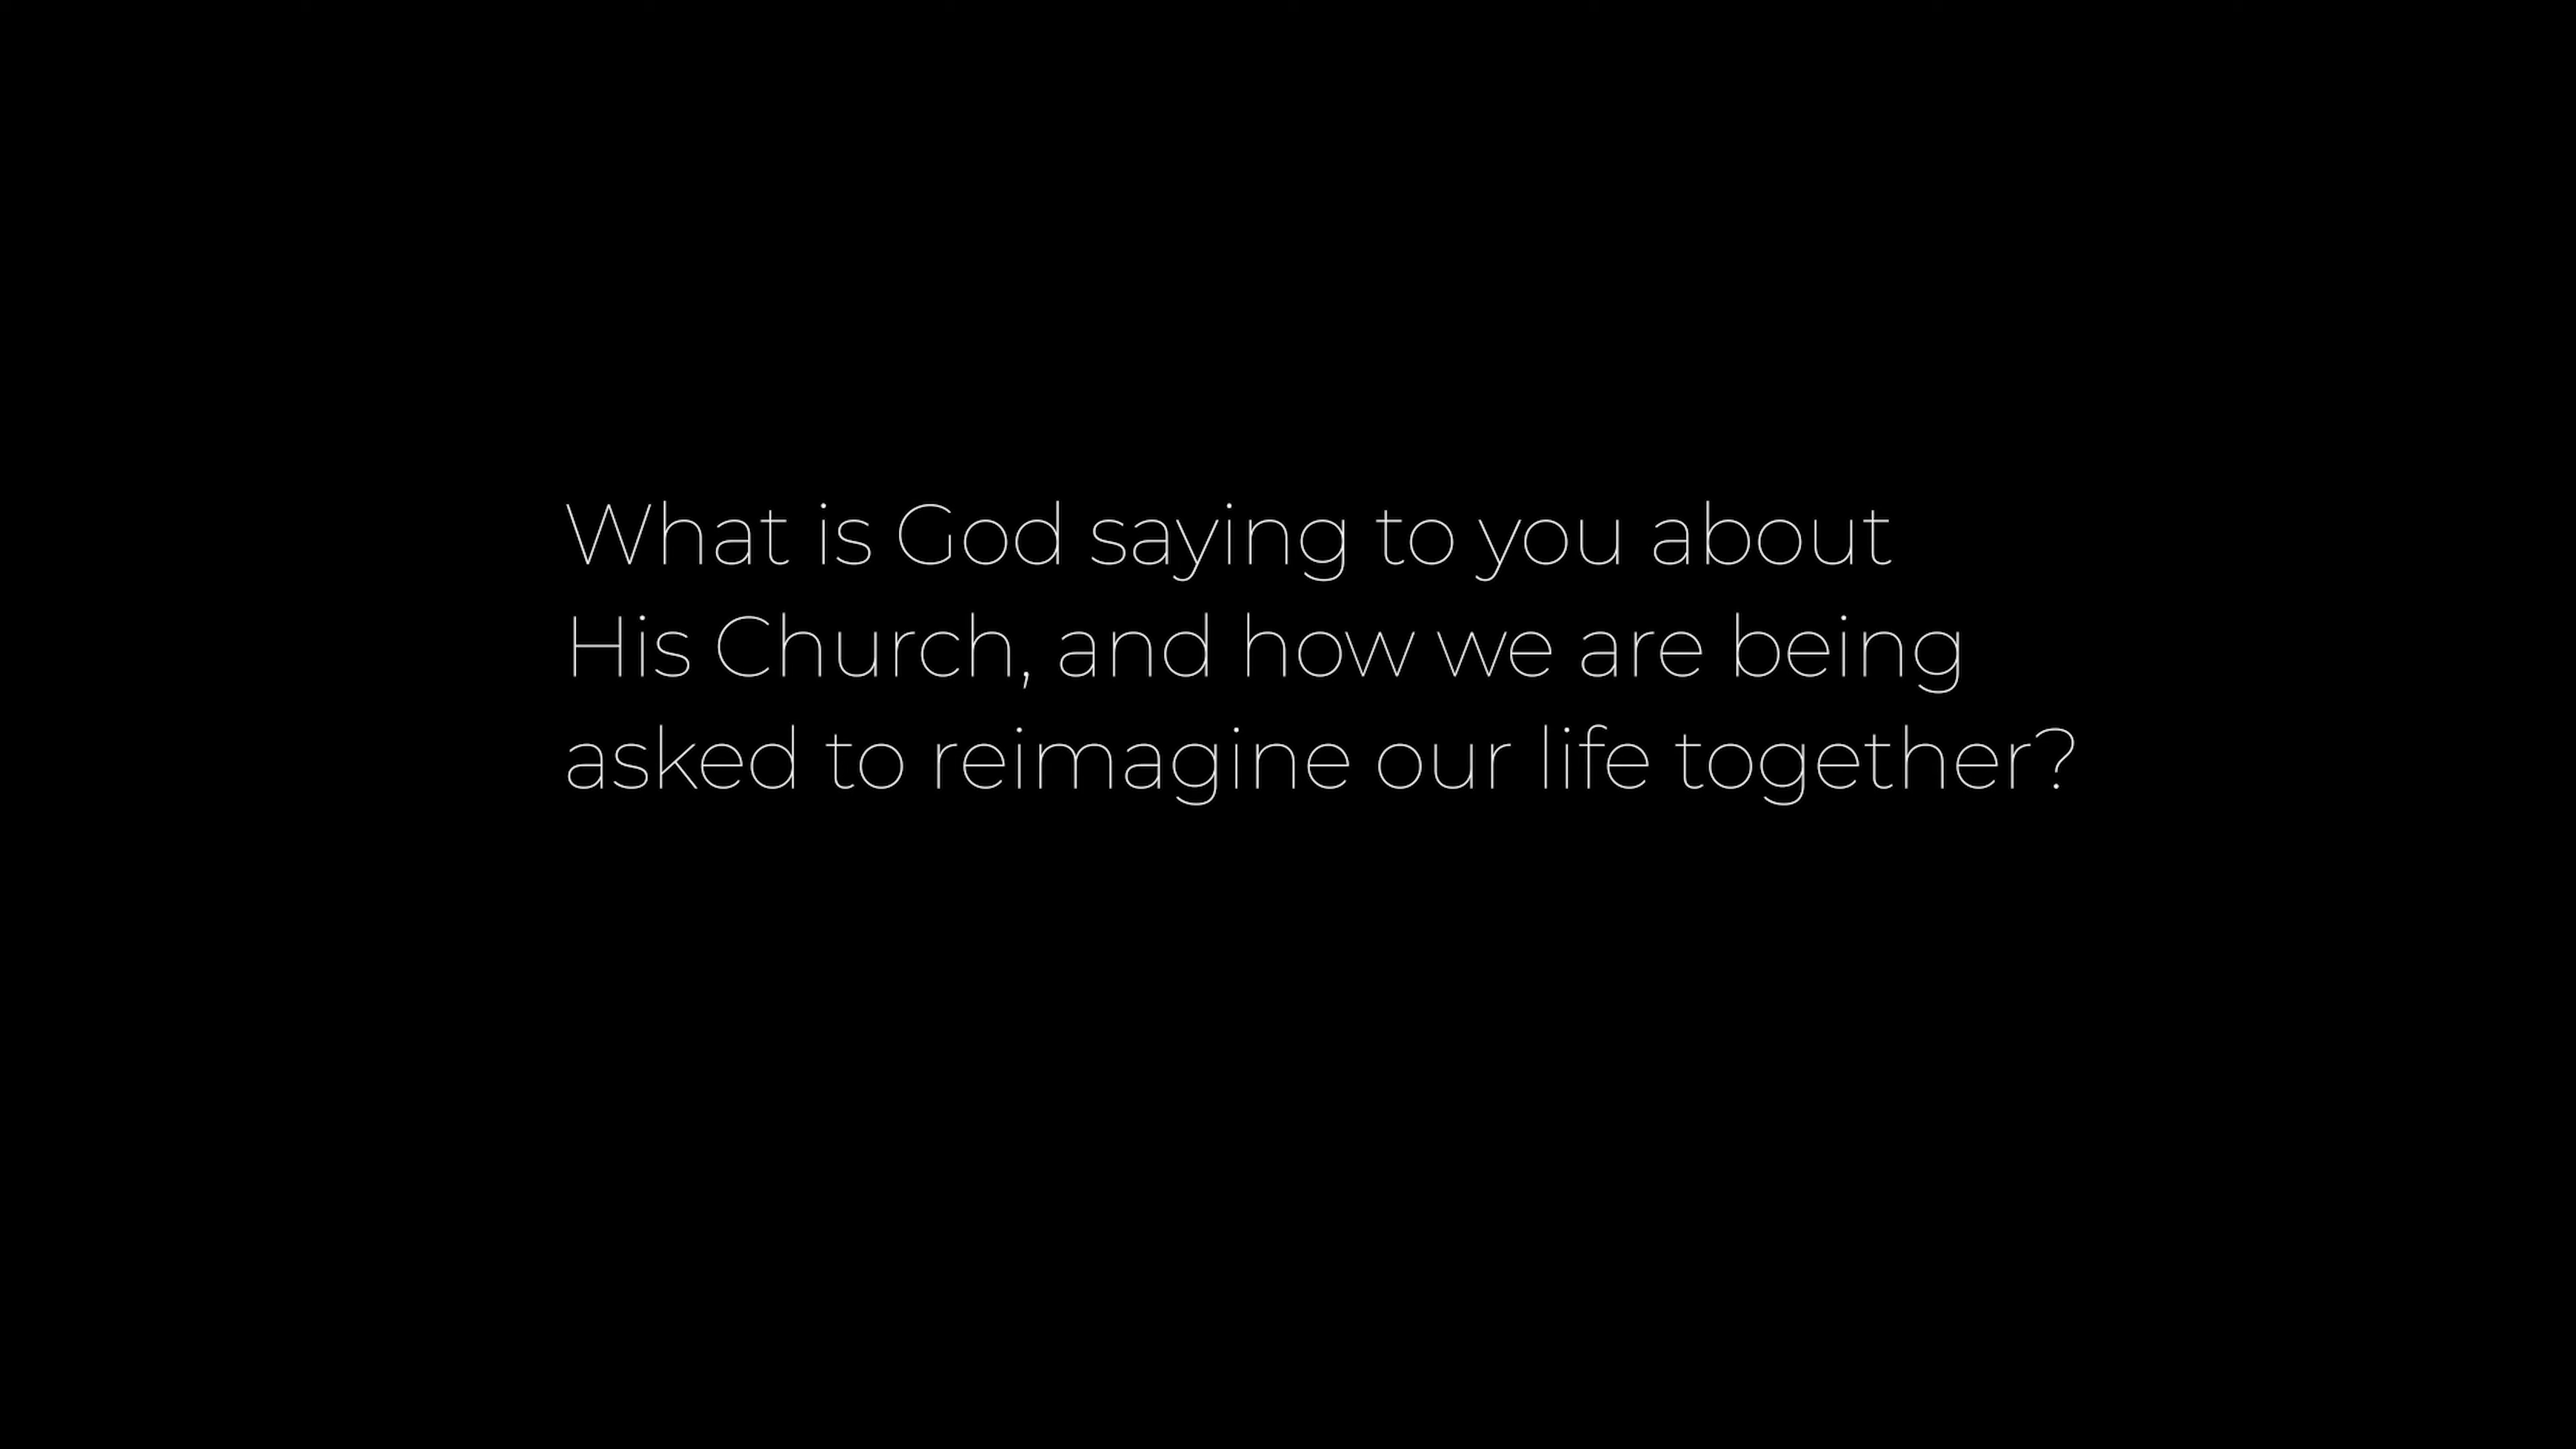 What is God saying to you about
His Church, and how we are being
asked to reimagine our life together?